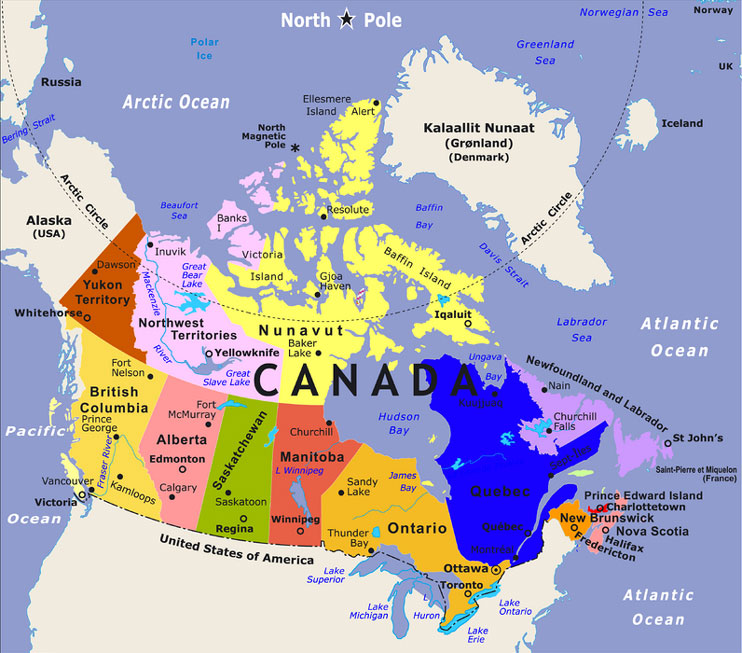 North ★ Pole
Norwegian Sea
Norway
Polar
Ice
Greenland
Sea
UK
Russia
Arctic Ocean
Ellesmere
Island
Alert
North
Magnetic
Pole
*
Kalaallit Nunaat
(Grønland)
(Denmark)
Iceland
Bering Strait
Arctic Circle
Beaufort
Sea
Banks
I
Resolute
Baffin
Bay
Arctic Circle
Alaska
(USA)
Inuvik
Victoria
Island
Gjoa
Haven
Baffin Island
Davis Strait
Dawson
Yukon
Territory
Great
Bear
Lake
Mackenzie
River
Whitehorse
Northwest
Territories
Yellowknife
Great
Slave Lake
Nunavut
Baker
Lake
Iqaluit
Labrador
Sea
Atlantic
Ocean
CANADA
Ungava
Bay
Newfoundland and Labrador
Nain
Fort
Nelson
British
Columbia
Prince
George
Fort
McMurray
Alberta
Edmonton
Calgary
Saskatchewan
Saskatoon
Regina
Churchill
Manitoba
L Winnipeg
Winnipeg
Hudson
Bay
James
Bay
Sandy
Lake
Ontario
Thunder
Bay
Kuujjuaq
Churchill
Falls
Sept-Iles
Quebec
Québec
Montréal
St John's
Saint-Pierre et Miquelon
(France)
Pacific
Ocean
Fraser River
Vancouver
Victoria
Kamloops
United States of America
Prince Edward Island
Charlottetown
New Brunswick
Nova Scotia
Halifax
Fredericton
Ottawa
Toronto
Lake
Superior
Lake
Michigan
L
Huron
Lake
Erie
Lake
Ontario
Atlantic
Ocean